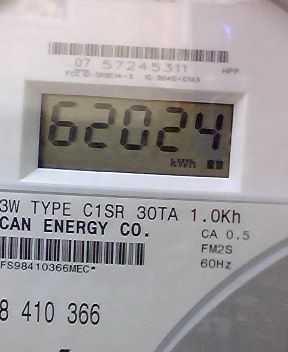 07 57245311
HPP
62024
kWh
3W TYPE C1SR 30TA 1.0Kh
CAN ENERGY CO.
CA 0.5
FM2S
60Hz
FS98410366MEC*
8 410 366